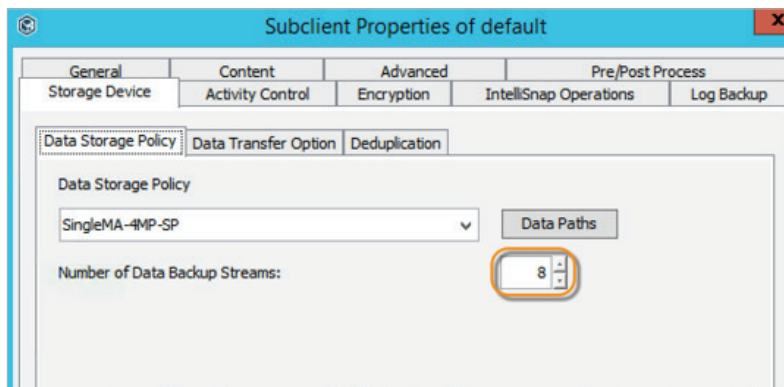 Subclient Properties of default
X
General Content Advanced Pre/Post Process
Storage Device Activity Control Encryption IntelliSnap Operations Log Backup
Data Storage Policy Data Transfer Option Deduplication
Data Storage Policy
SingleMA-4MP-SP Data Paths
Number of Data Backup Streams: 8